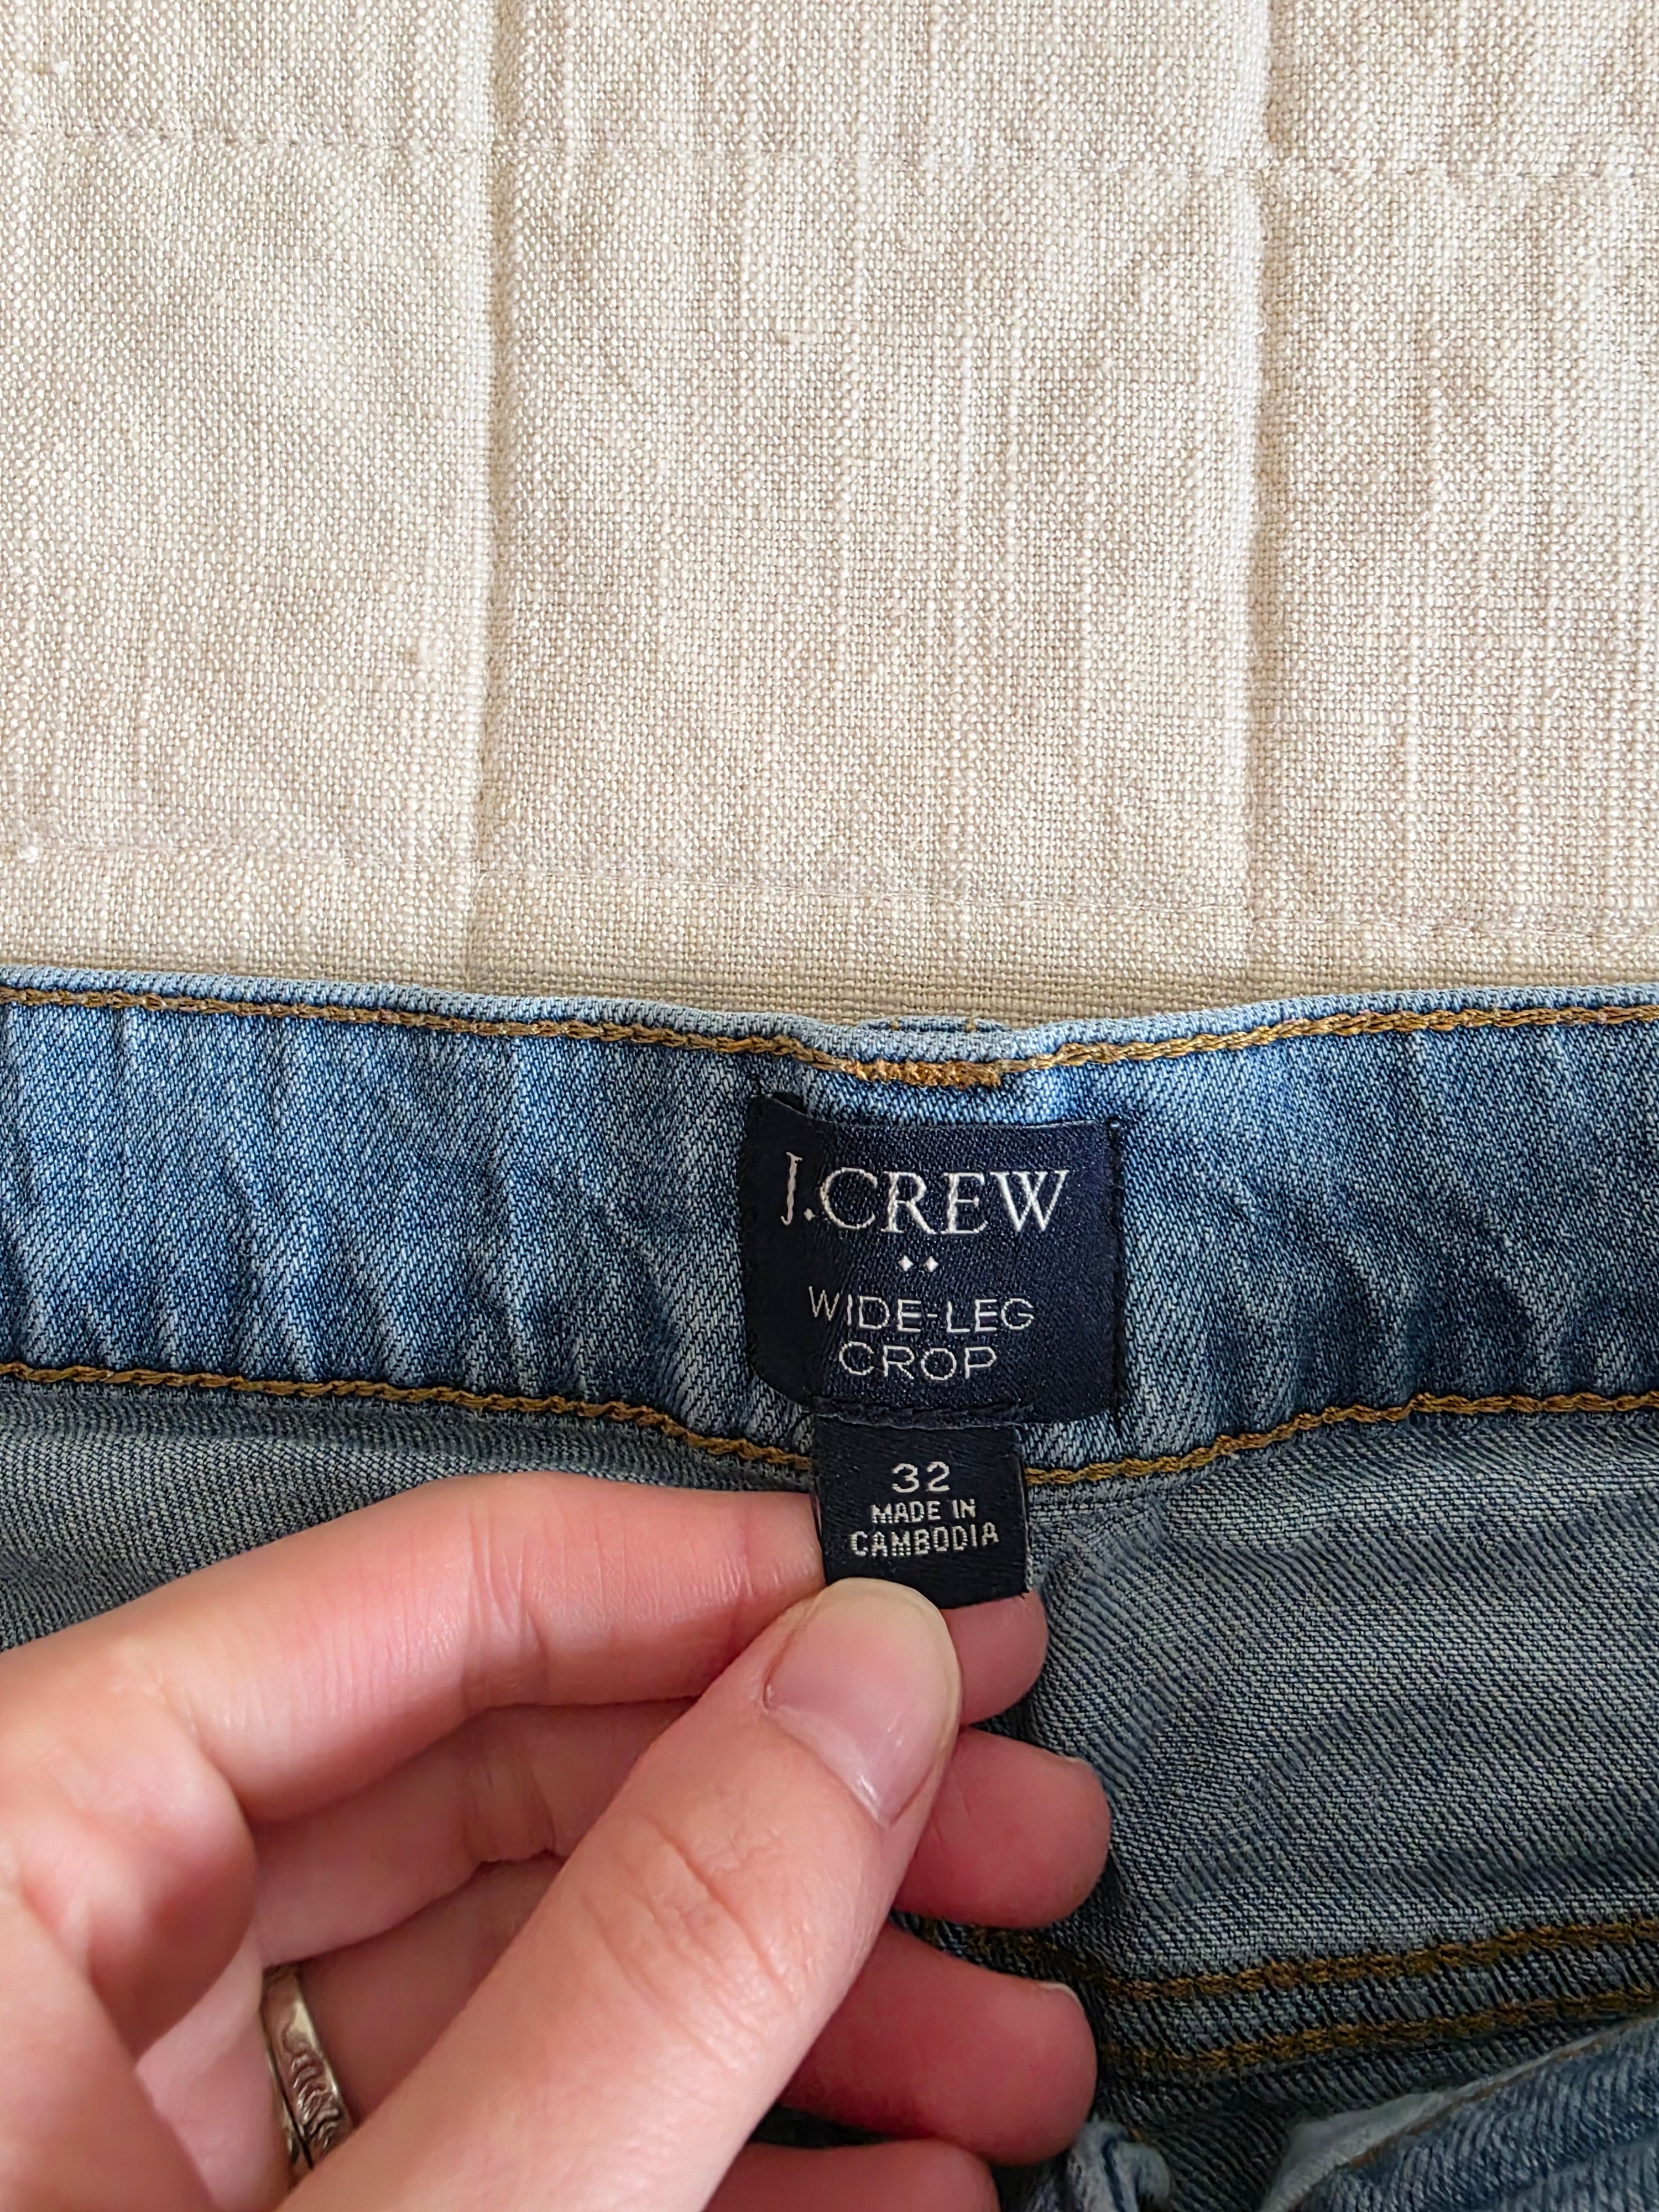 J.CREW
WIDE-LEG
CROP
32
MADE IN
CAMBODIA